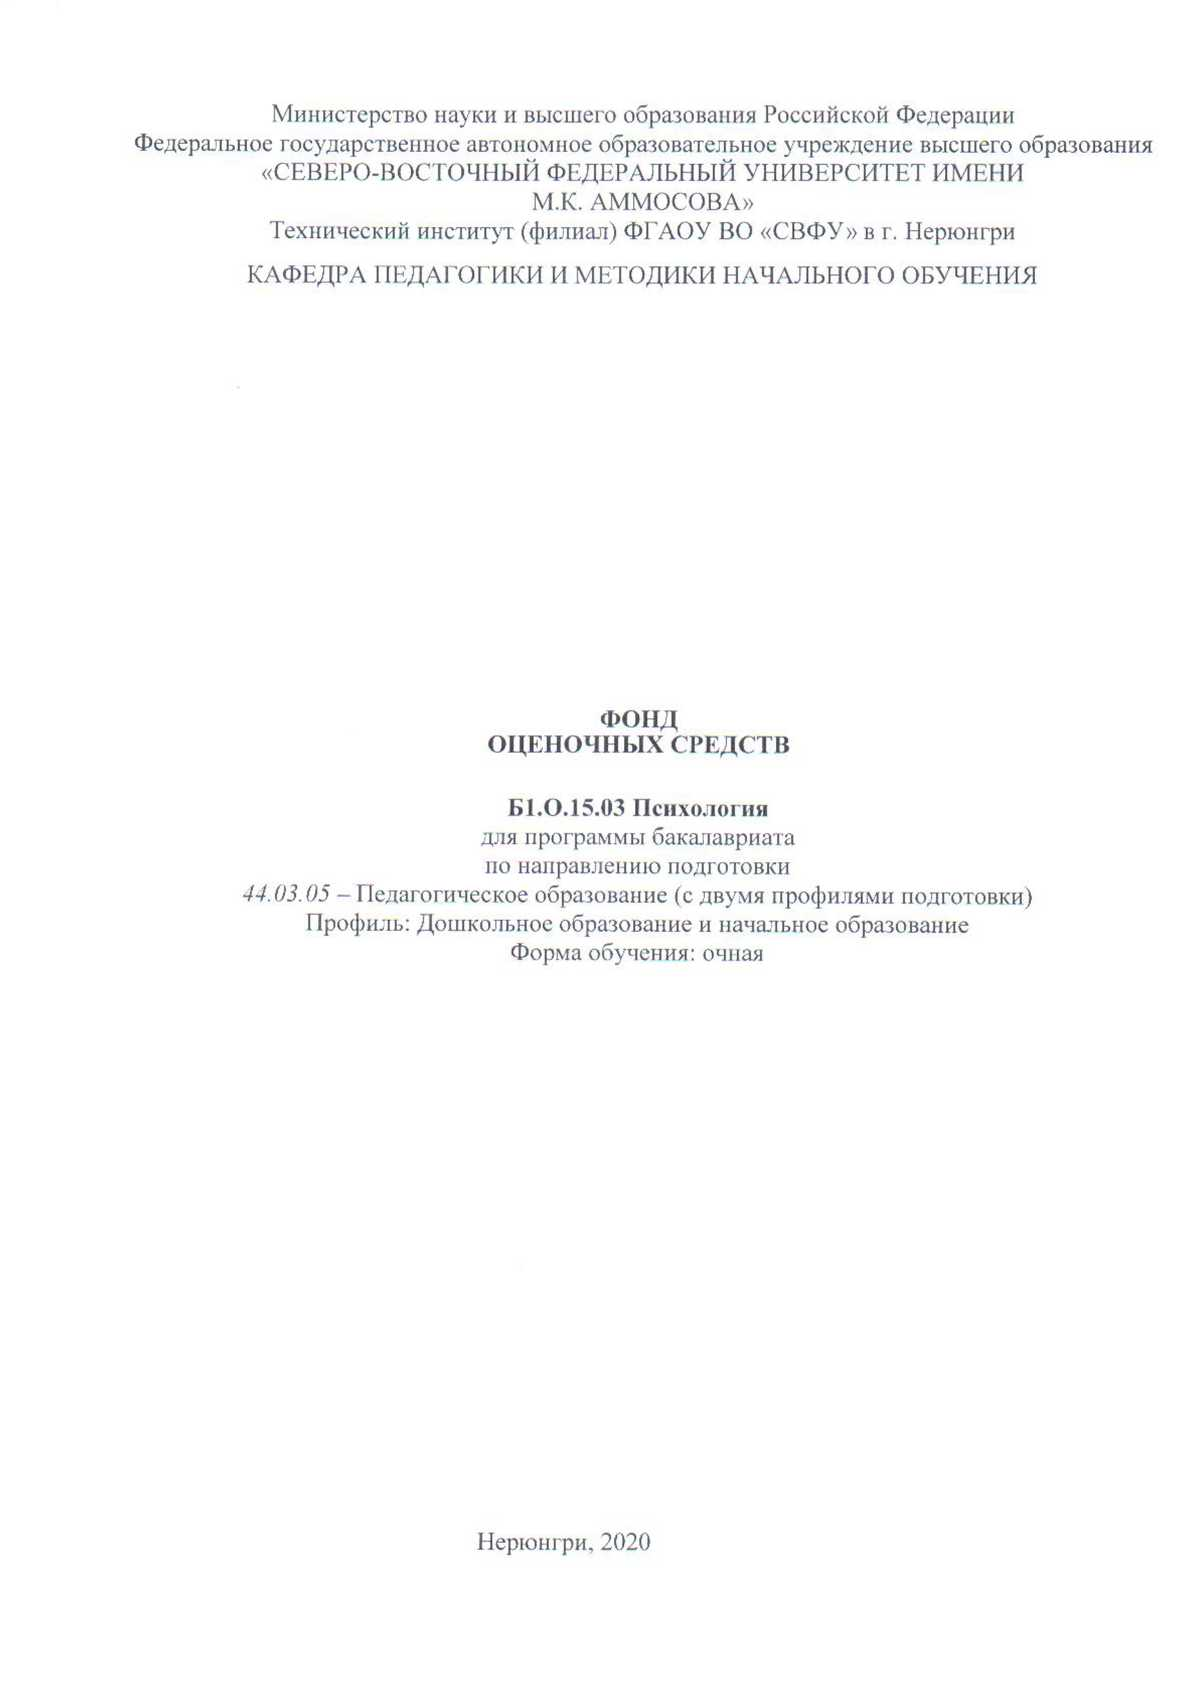 Министерство науки и высшего образования Российской Федерации
Федеральное государственное автономное образовательное учреждение высшего образования
«СЕВЕРО-ВОСТОЧНЫЙ ФЕДЕРАЛЬНЫЙ УНИВЕРСИТЕТ ИМЕНИ
М.К. АММОСОВА»
Технический институт (филиал) ФГАОУ ВО «СВФУ» в г. Нерюнгри
КАФЕДРА ПЕДАГОГИКИ И МЕТОДИКИ НАЧАЛЬНОГО ОБУЧЕНИЯ
ФОНД
ОЦЕНОЧНЫХ СРЕДСТВ
Б1.О.15.03 Психология
для программы бакалавриата
по направлению подготовки
44.03.05 – Педагогическое образование (с двумя профилями подготовки)
Профиль: Дошкольное образование и начальное образование
Форма обучения: очная
Нерюнгри, 2020